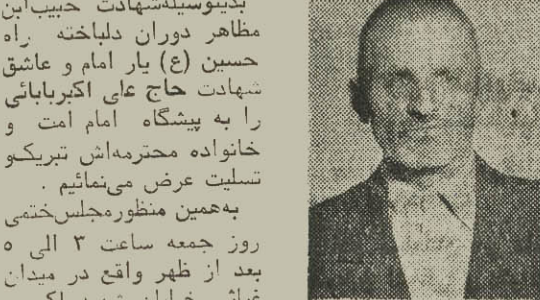 بدینوسیله‌شهادت حبیب‌ابن
مظاهر دوران دلباخته راه
حسین (ع) یار امام و عاشق
شهادت حاج علی اکبربابائی
را به پیشگاه امام امت و
خانواده محترمه‌اش تبریک‌و
تسلیت عرض می‌نمائیم .
به‌همین منظورمجلس‌ختمی
روز جمعه ساعت ۳ الی ۵
بعد از ظهر واقع در میدان
خیابان